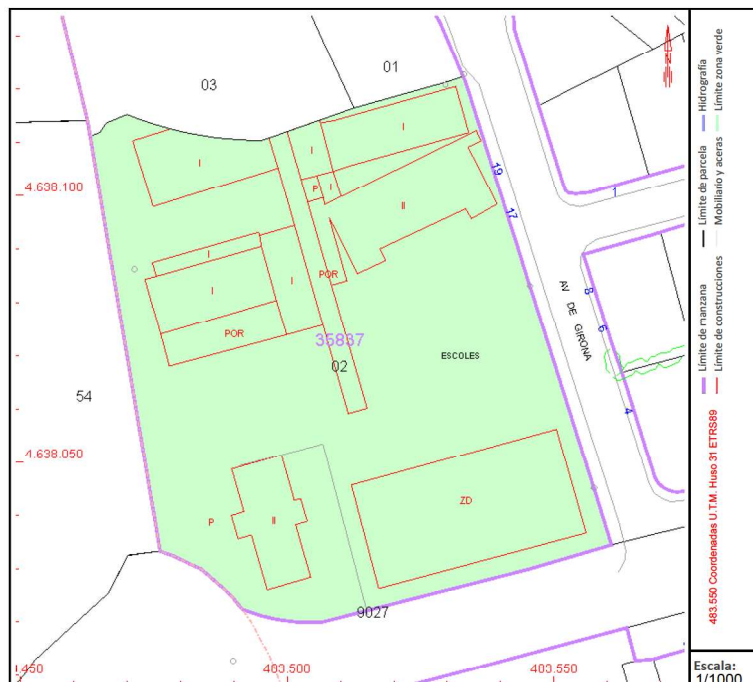 03
01
N
I
I
I
P
I
II
19
17
1
4.638.100
I
I
I
POR
POR
35837
02
ESCOLES
AV DE GIRONA
8
6
4
54
4.638.050
P
II
ZD
9027
.450
403.500
403.550
Límite de manzana
Límite de parcela
Hidrografía
Límite de construcciones
Mobiliario y aceras
Límite zona verde
483.550 Coordenadas U.T.M. Huso 31 ETRS89
Escala:
1/1000